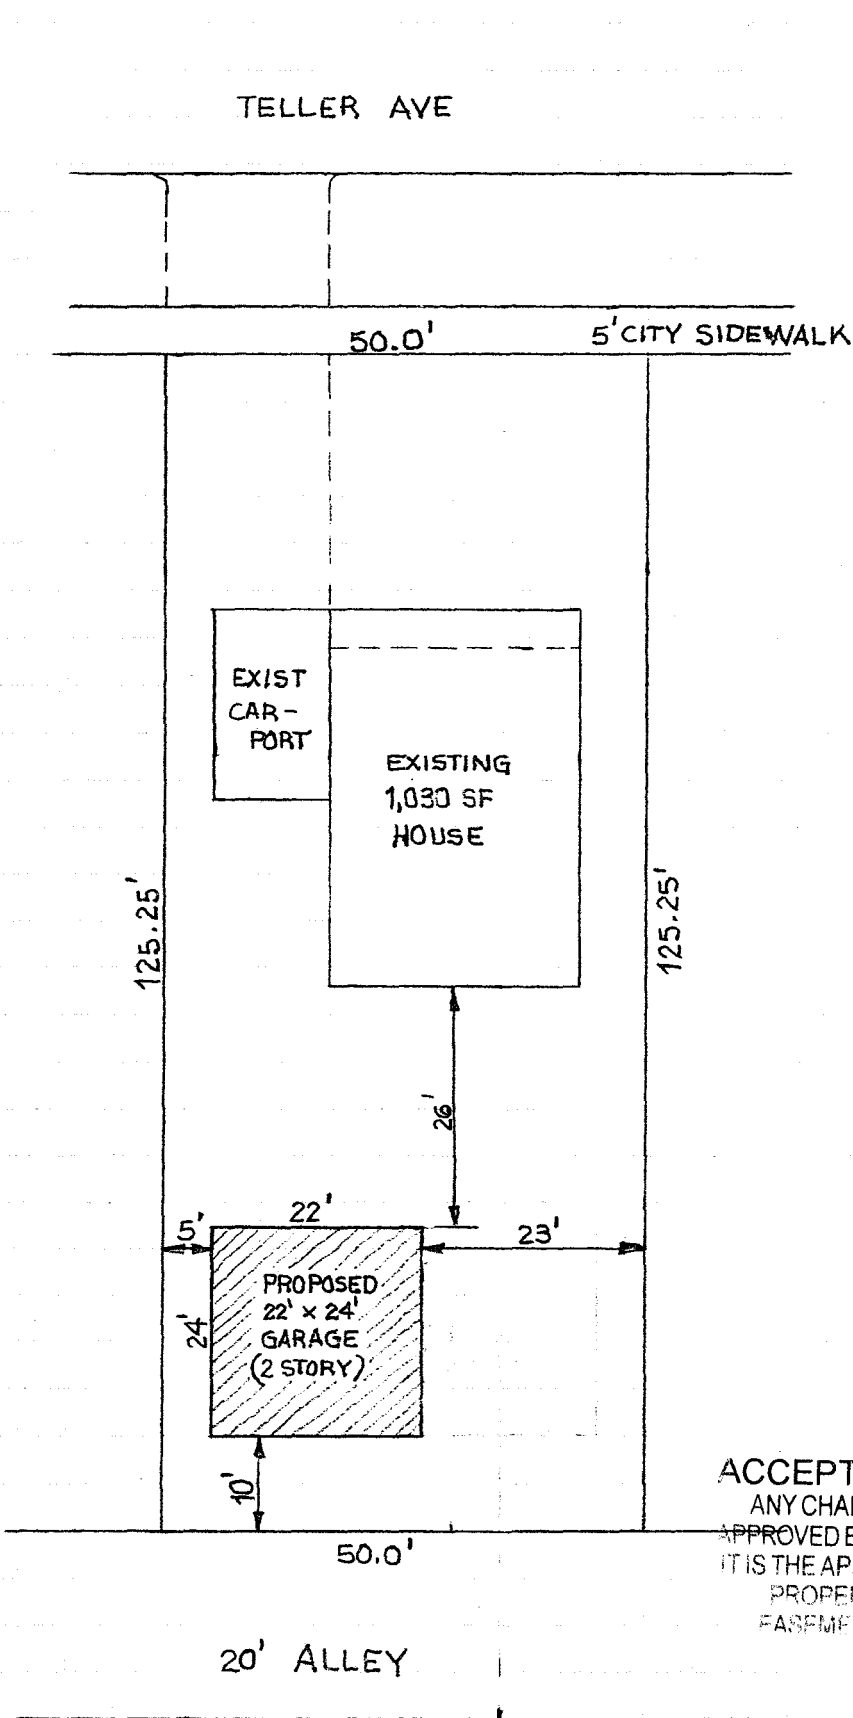 TELLER AVE
50.0'
5' CITY SIDEWALK
EXIST
CAR-
PORT
EXISTING
1,030 SF
HOUSE
125.25'
125.25'
26'
22'
5'
23'
24'
PROPOSED
22' x 24'
GARAGE
(2 STORY)
10'
ACCEPT
ANY CHA
APPROVED
IT IS THE AP
PROPE
EASEME
50.0'
20' ALLEY